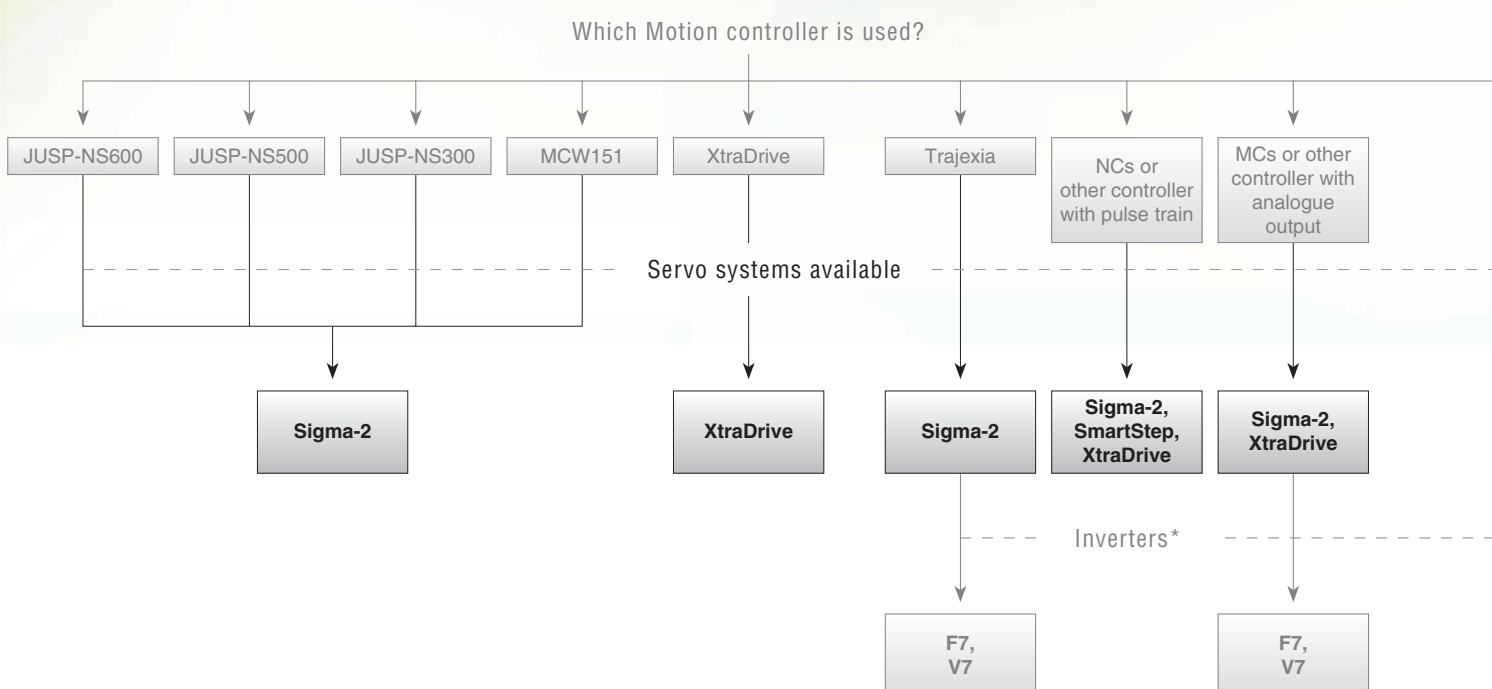 Which Motion controller is used?
JUSP-NS600
JUSP-NS500
JUSP-NS300
MCW151
XtraDrive
Trajexia
NCs or
other controller
with pulse train
MCs or other
controller with
analogue
output
Servo systems available
Sigma-2
XtraDrive
Sigma-2
Sigma-2,
SmartStep,
XtraDrive
Sigma-2,
XtraDrive
Inverters*
F7,
V7
F7,
V7